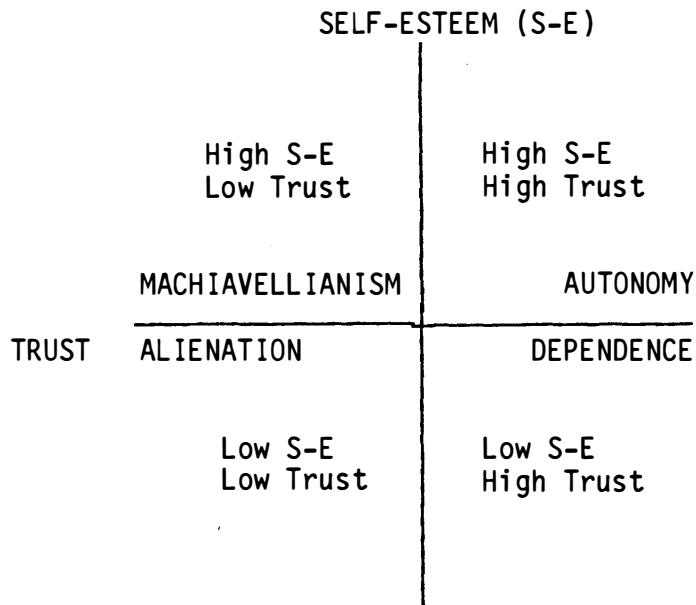 SELF-ESTEEM (S-E)
High S-E High S-E
Low Trust High Trust
MACHIAVELLIANISM AUTONOMY
TRUST ALIENATION DEPENDENCE
Low S-E Low S-E
Low Trust High Trust